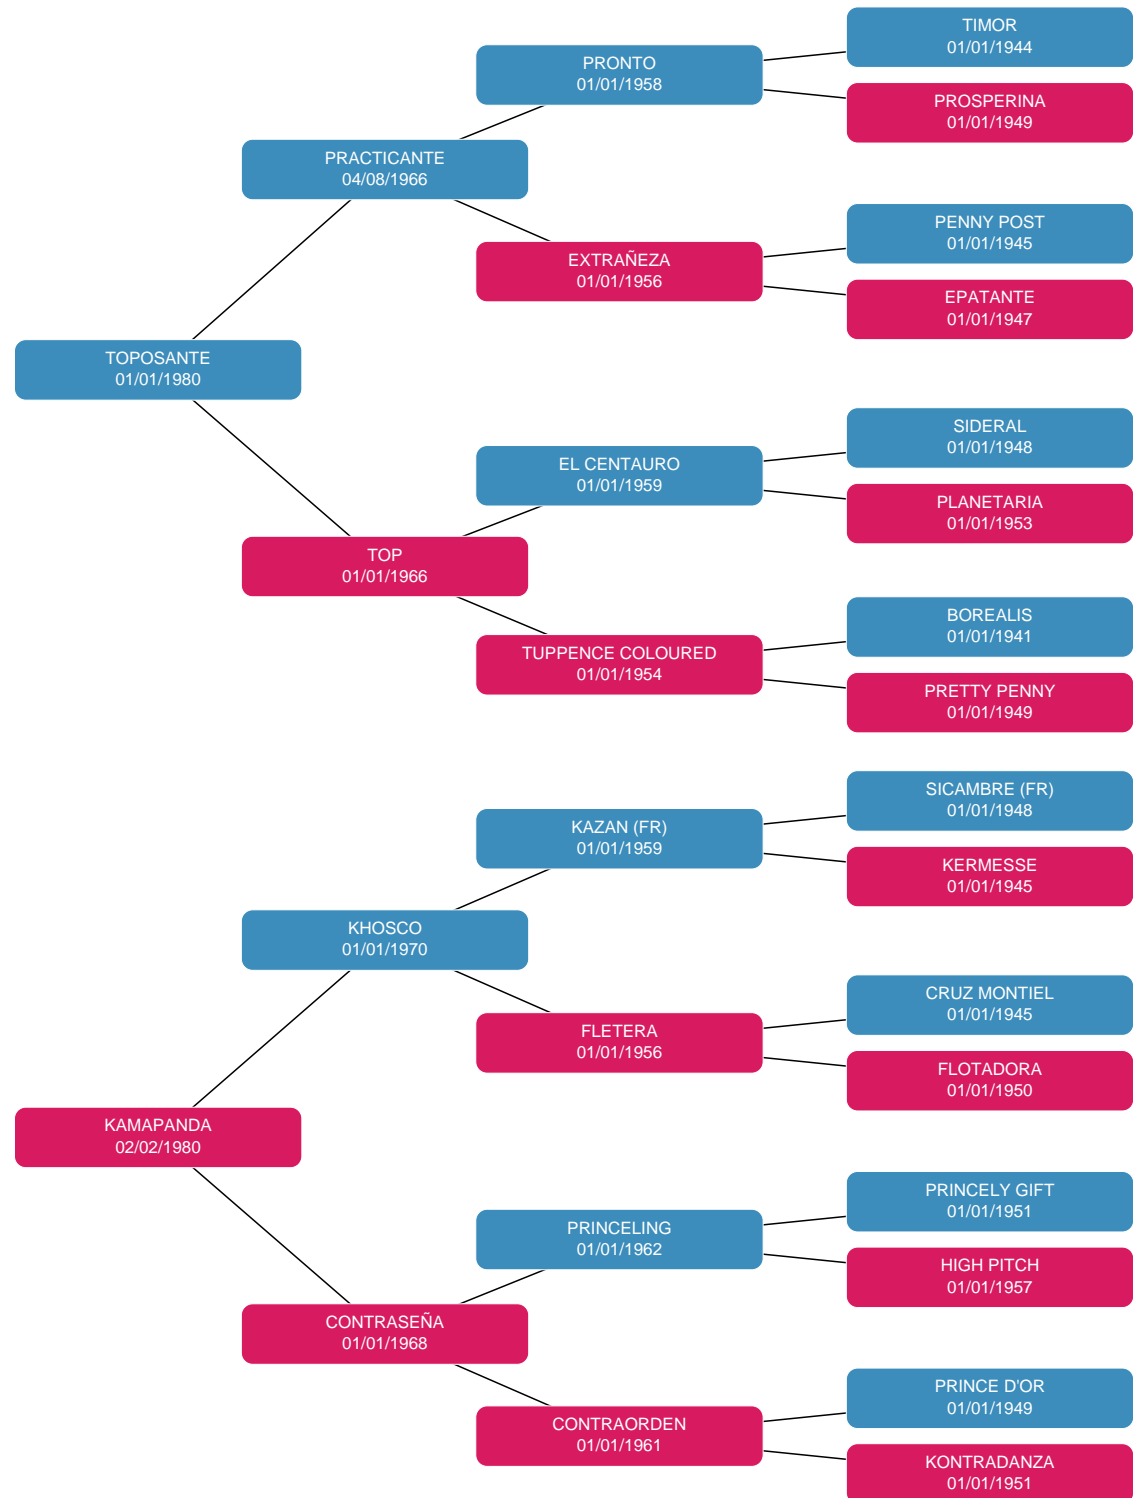 TIMOR
01/01/1944
PRONTO
01/01/1958
PROSPERINA
01/01/1949
PRACTICANTE
04/08/1966
PENNY POST
01/01/1945
EXTRAÑEZA
01/01/1956
EPATANTE
01/01/1947
TOPOSANTE
01/01/1980
SIDERAL
01/01/1948
EL CENTAURO
01/01/1959
PLANETARIA
01/01/1953
TOP
01/01/1966
BOREALIS
01/01/1941
TUPPENCE COLOURED
01/01/1954
PRETTY PENNY
01/01/1949
SICAMBRE (FR)
01/01/1948
KAZAN (FR)
01/01/1959
KERMESSE
01/01/1945
KHOSCO
01/01/1970
CRUZ MONTIEL
01/01/1945
FLETERA
01/01/1956
FLOTADORA
01/01/1950
KAMAPANDA
02/02/1980
PRINCELY GIFT
01/01/1951
PRINCELING
01/01/1962
HIGH PITCH
01/01/1957
CONTRASEÑA
01/01/1968
PRINCE D'OR
01/01/1949
CONTRAORDEN
01/01/1961
KONTRADANZA
01/01/1951